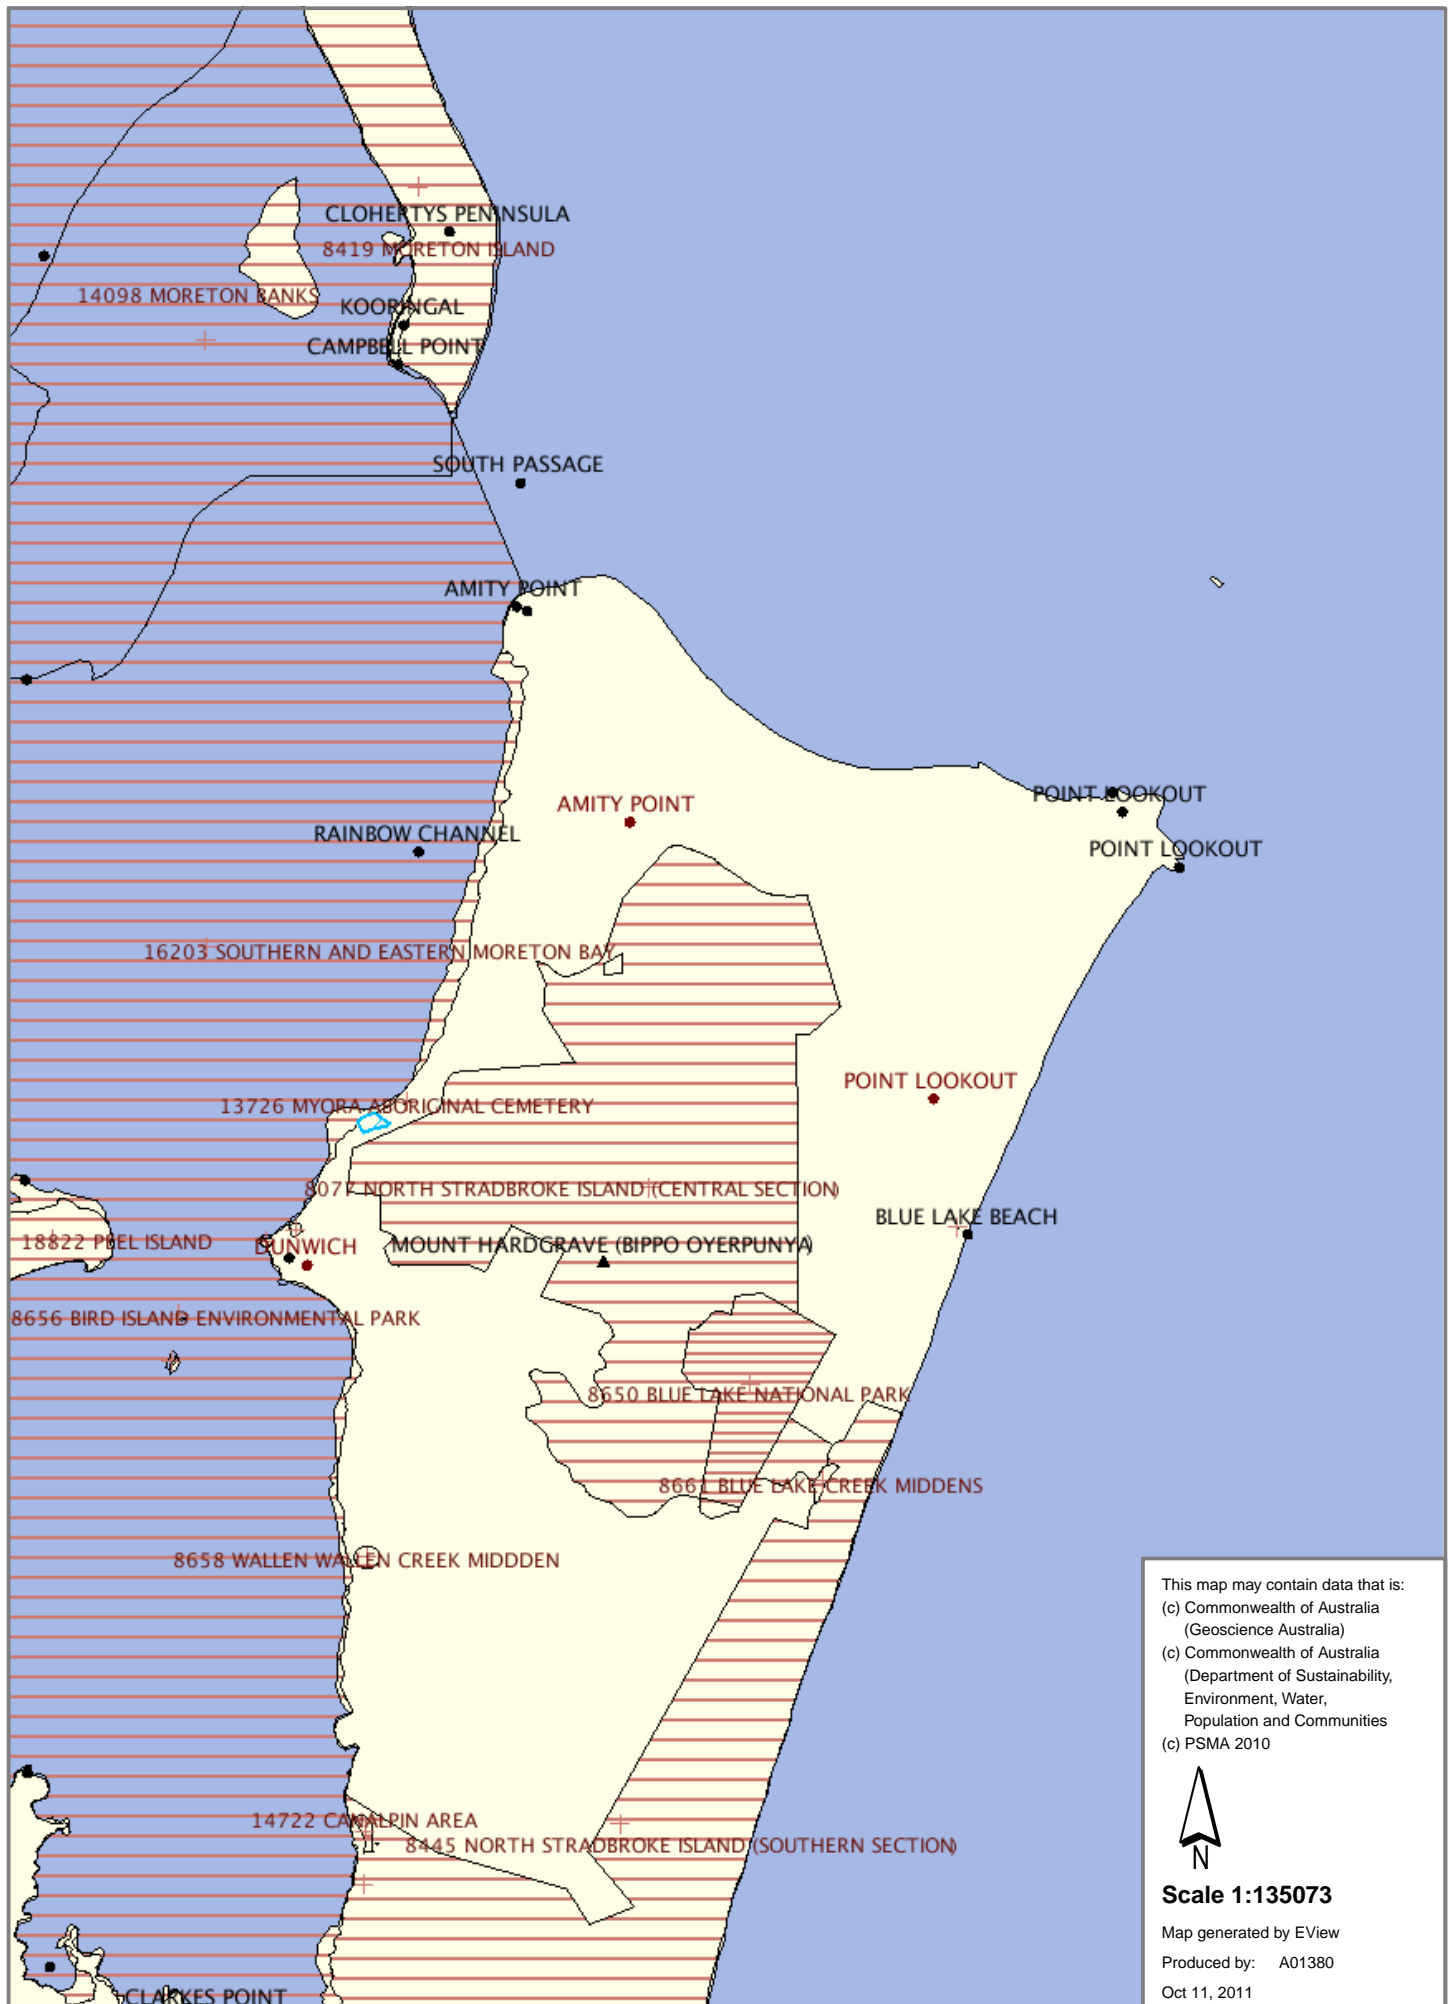 CLOHERTYS PENINSULA
8419 MORETON ISLAND
14098 MORETON BANKS
KOORINGAL
CAMPBELL POINT
SOUTH PASSAGE
AMITY POINT
POINT LOOKOUT
AMITY POINT
RAINBOW CHANNEL
POINT LOOKOUT
16203 SOUTHERN AND EASTERN MORETON BAY
POINT LOOKOUT
13726 MYORA ABORIGINAL CEMETERY
8077 NORTH STRADBROKE ISLAND (CENTRAL SECTION)
BLUE LAKE BEACH
18822 PEEL ISLAND
DUNWICH
MOUNT HARDGRAVE (BIPPO OYERPUNYA)
8656 BIRD ISLAND ENVIRONMENTAL PARK
8650 BLUE LAKE NATIONAL PARK
8661 BLUE LAKE CREEK MIDDENS
8658 WALLEN WALLEN CREEK MIDDDEN
14722 CANALPIN AREA
8445 NORTH STRADBROKE ISLAND (SOUTHERN SECTION)
CLARKES POINT
This map may contain data that is:
(c) Commonwealth of Australia
(Geoscience Australia)
(c) Commonwealth of Australia
(Department of Sustainability,
Environment, Water,
Population and Communities
(c) PSMA 2010
N
Scale 1:135073
Map generated by EView
Produced by: A01380
Oct 11, 2011